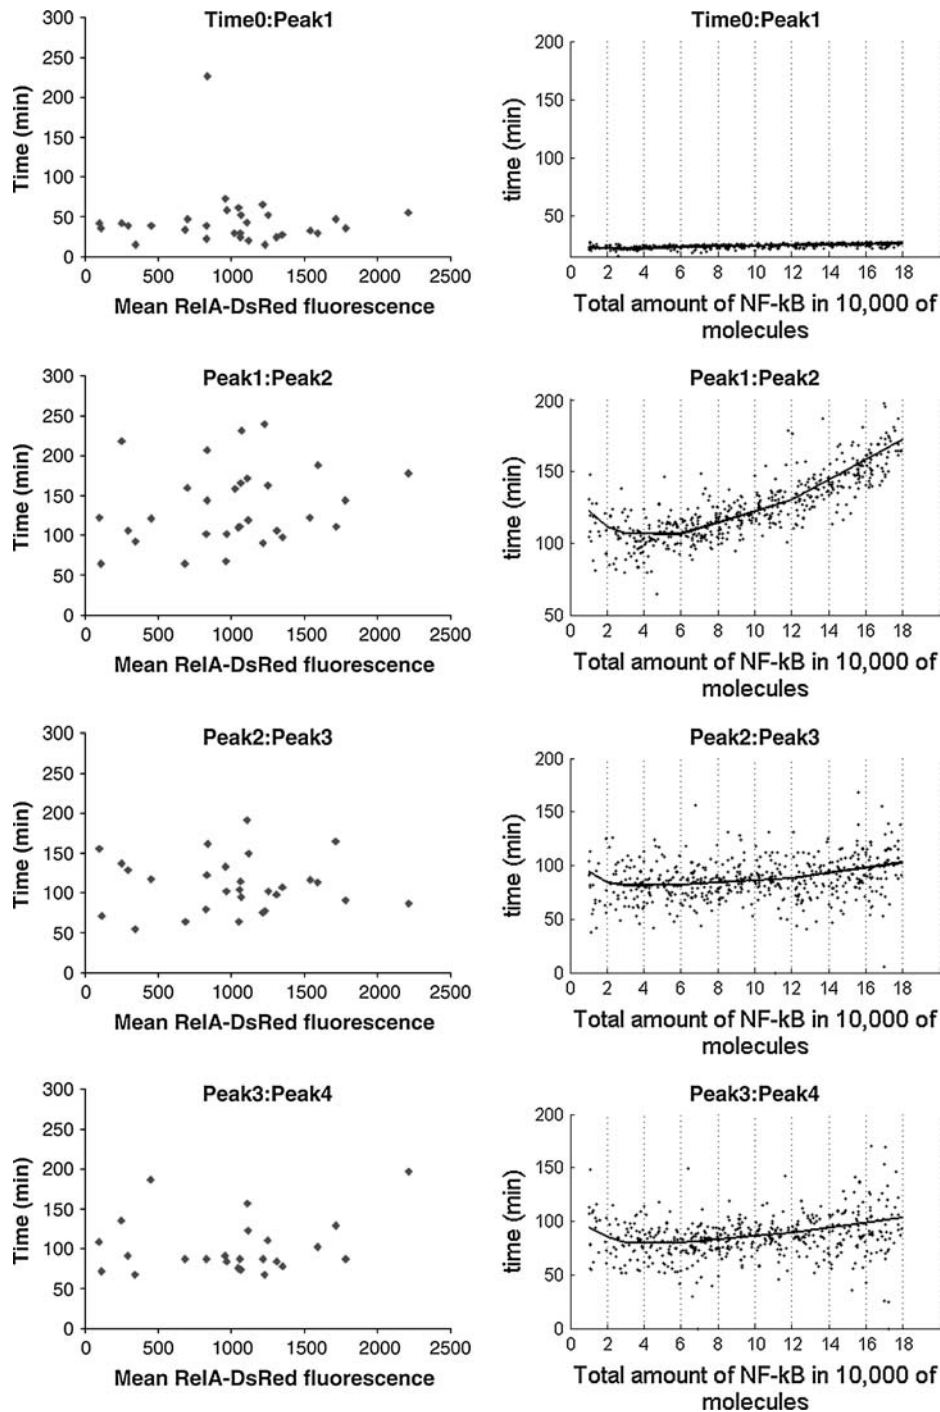 Time0:Peak1
300
250
200
150
100
50
0
Time (min)
0 500 1000 1500 2000 2500
Mean RelA-DsRed fluorescence
Time0:Peak1
200
150
100
50
time (min)
0 2 4 6 8 10 12 14 16 18
Total amount of NF-kB in 10,000 of
molecules
Peak1:Peak2
300
250
200
150
100
50
0
Time (min)
0 500 1000 1500 2000 2500
Mean RelA-DsRed fluorescence
Peak1:Peak2
200
150
100
50
time (min)
0 2 4 6 8 10 12 14 16 18
Total amount of NF-kB in 10,000 of
molecules
Peak2:Peak3
300
250
200
150
100
50
0
Time (min)
0 500 1000 1500 2000 2500
Mean RelA-DsRed fluorescence
Peak2:Peak3
200
150
100
50
0
time (min)
0 2 4 6 8 10 12 14 16 18
Total amount of NF-kB in 10,000 of
molecules
Peak3:Peak4
300
250
200
150
100
50
0
Time (min)
0 500 1000 1500 2000 2500
Mean RelA-DsRed fluorescence
Peak3:Peak4
200
150
100
50
0
time (min)
0 2 4 6 8 10 12 14 16 18
Total amount of NF-kB in 10,000 of
molecules